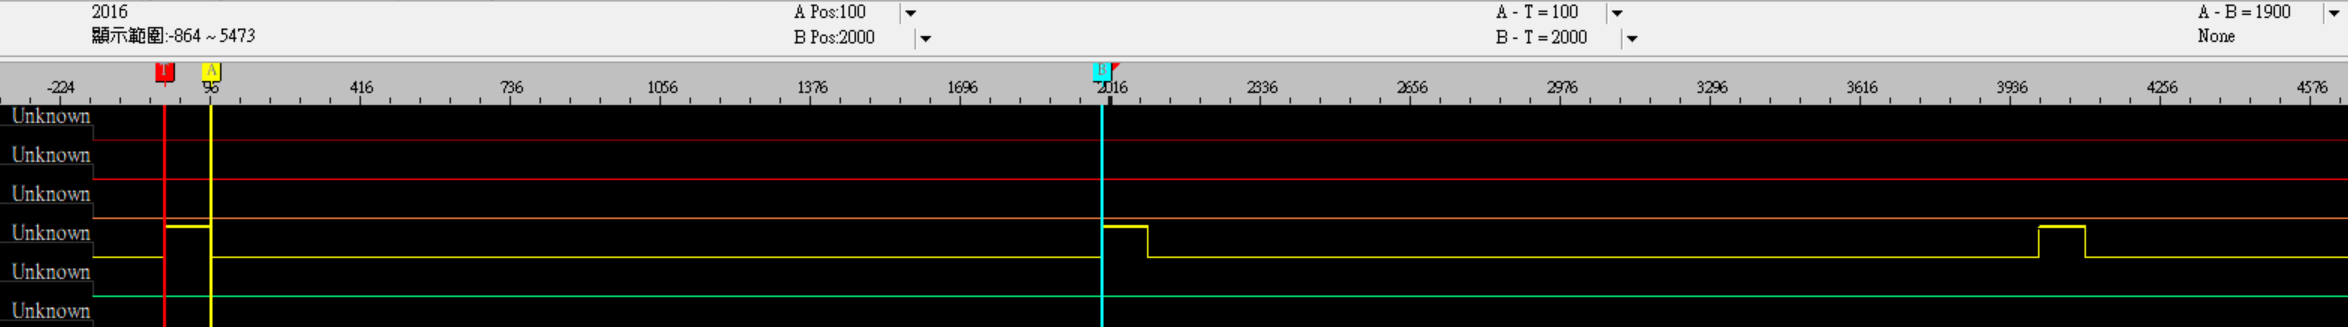 2016 A Pos:100 A - T = 100 A - B = 1900
顯示範圍:-864 ~ 5473 B Pos:2000 B - T = 2000 None
T A B
-224 96 416 736 1056 1376 1696 2016 2336 2656 2976 3296 3616 3936 4256 4576
Unknown
Unknown
Unknown
Unknown
Unknown
Unknown